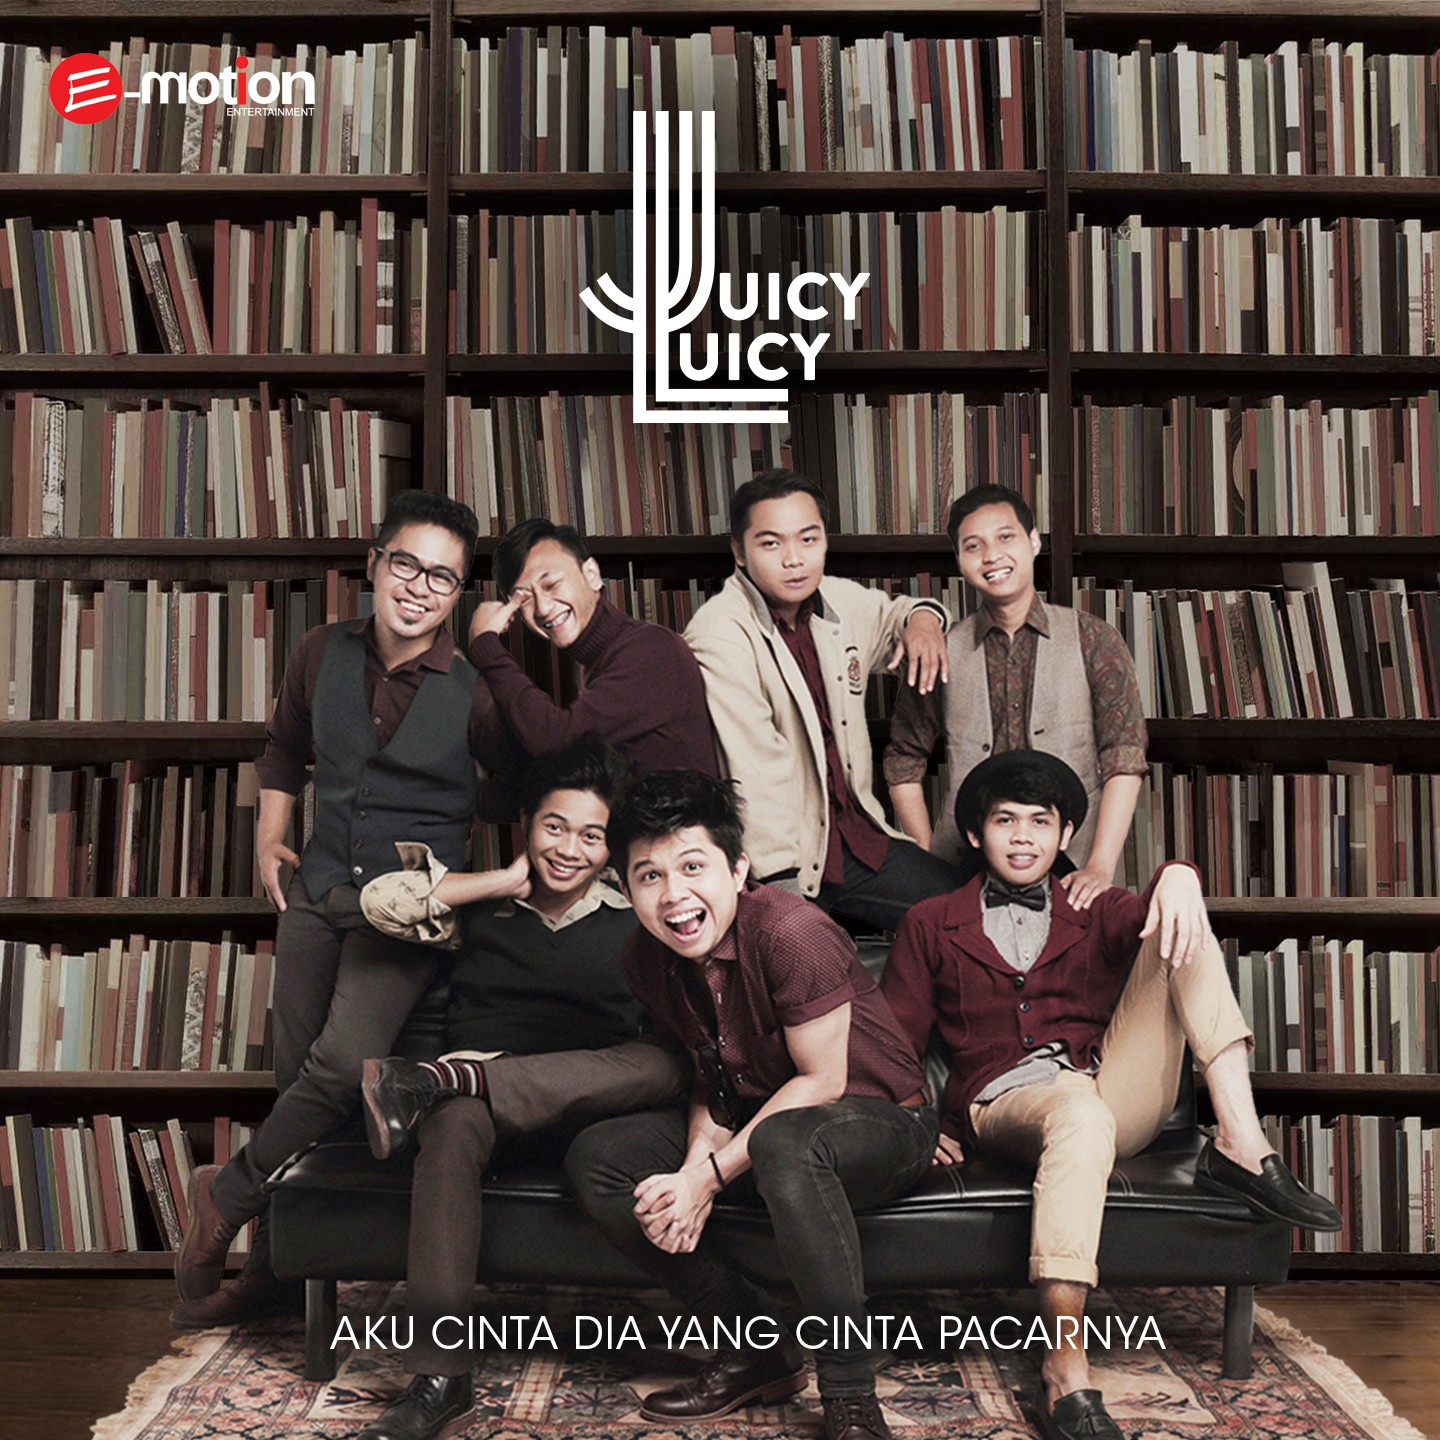 E-motion
ENTERTAINMENT
JUICY
LUICY
AKU CINTA DIA YANG CINTA PACARNYA